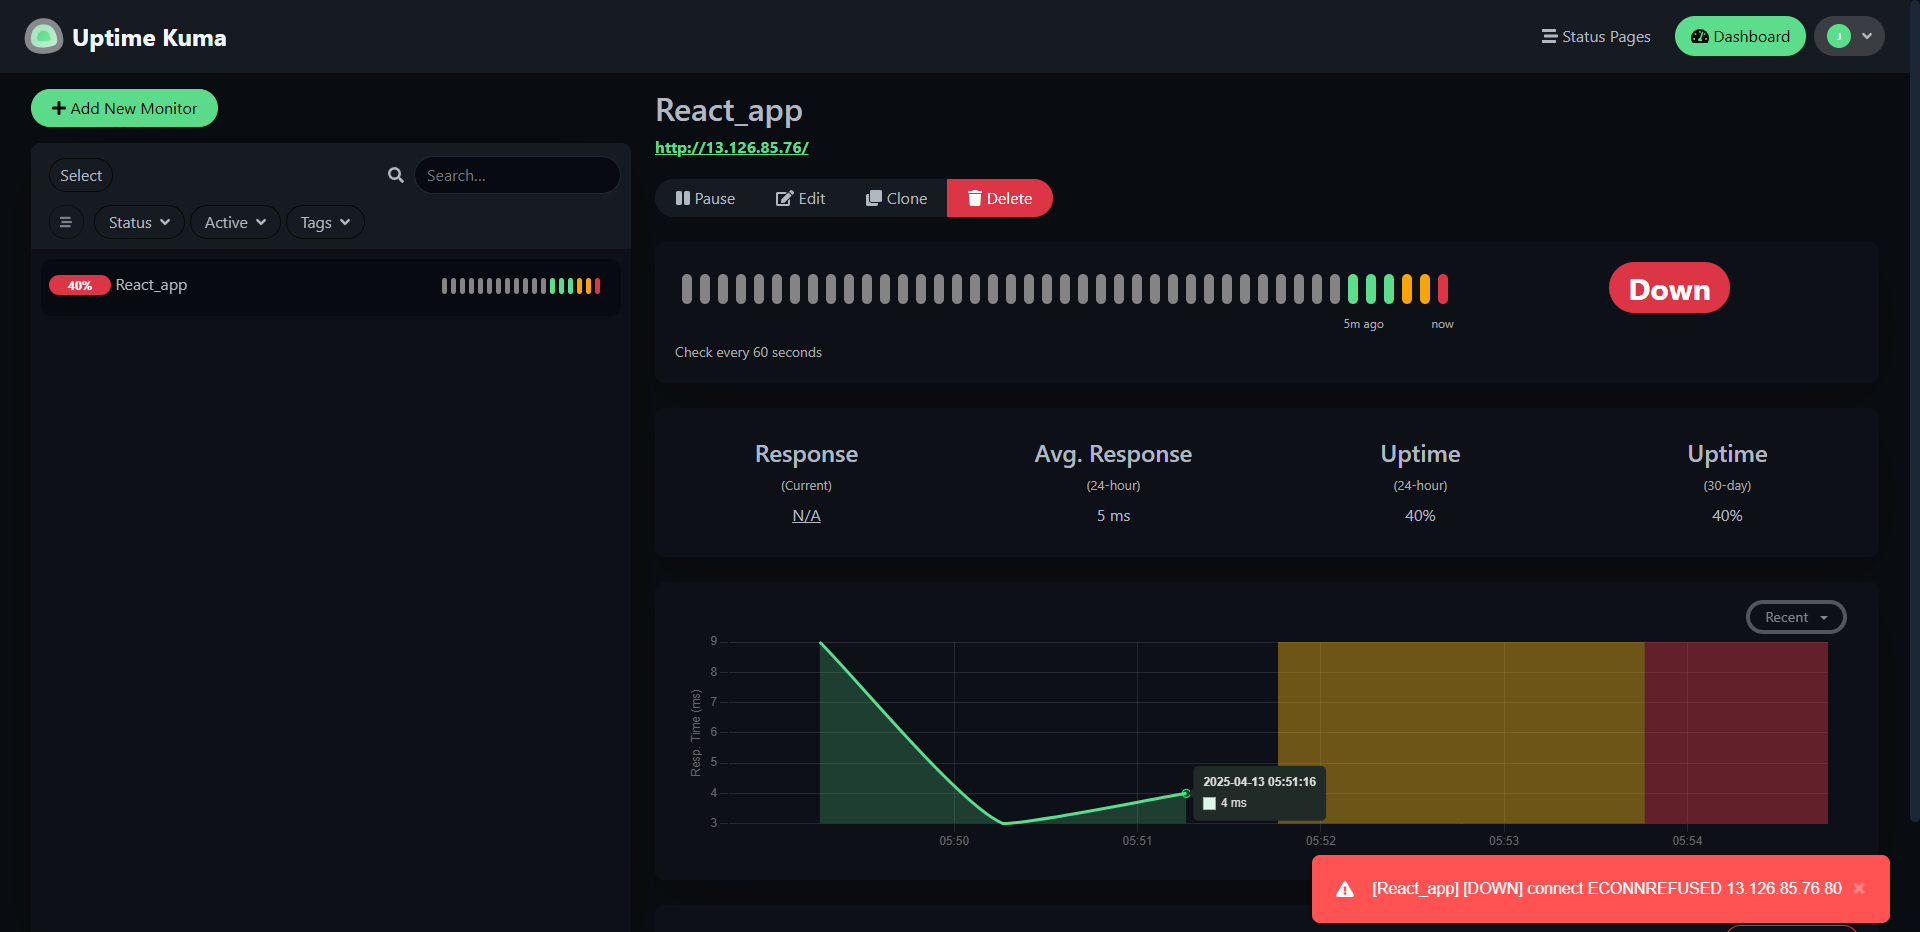 Uptime Kuma
Status Pages
Dashboard
J
Add New Monitor
Select
Search...
Status
Active
Tags
40%
React_app
React_app
http://13.126.85.76/
Pause
Edit
Clone
Delete
Down
5m ago
now
Check every 60 seconds
Response
(Current)
N/A
Avg. Response
(24-hour)
5 ms
Uptime
(24-hour)
40%
Uptime
(30-day)
40%
Recent
Resp. Time (ms)
9
8
7
6
5
4
3
2025-04-13 05:51:16
4 ms
05:50
05:51
05:52
05:53
05:54
[React_app] [DOWN] connect ECONNREFUSED 13.126.85.76:80